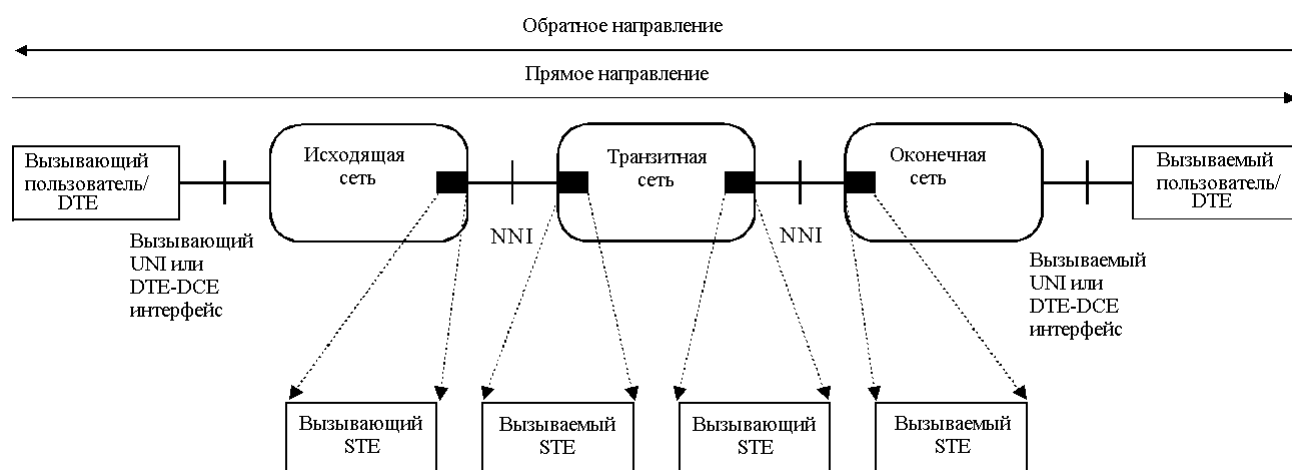 Обратное направление
Прямое направление
Вызывающий
пользователь/
DTE
Исходящая
сеть
Транзитная
сеть
Оконечная
сеть
Вызываемый
пользователь/
DTE
Вызывающий
UNI или
DTE-DCE
интерфейс
NNI
NNI
Вызываемый
UNI или
DTE-DCE
интерфейс
Вызывающий
STE
Вызываемый
STE
Вызывающий
STE
Вызываемый
STE